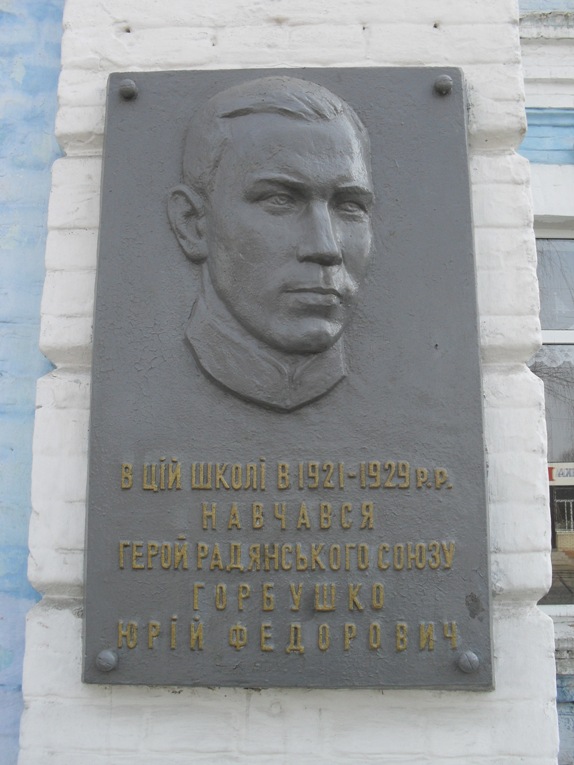 В ЦІЙ ШКОЛІ В 1921-1929 Р.Р.
НАВЧАВСЯ
ГЕРОЙ РАДЯНСЬКОГО СОЮЗУ
ГОРБУШКО
ЮРІЙ ФЕДОРОВИЧ